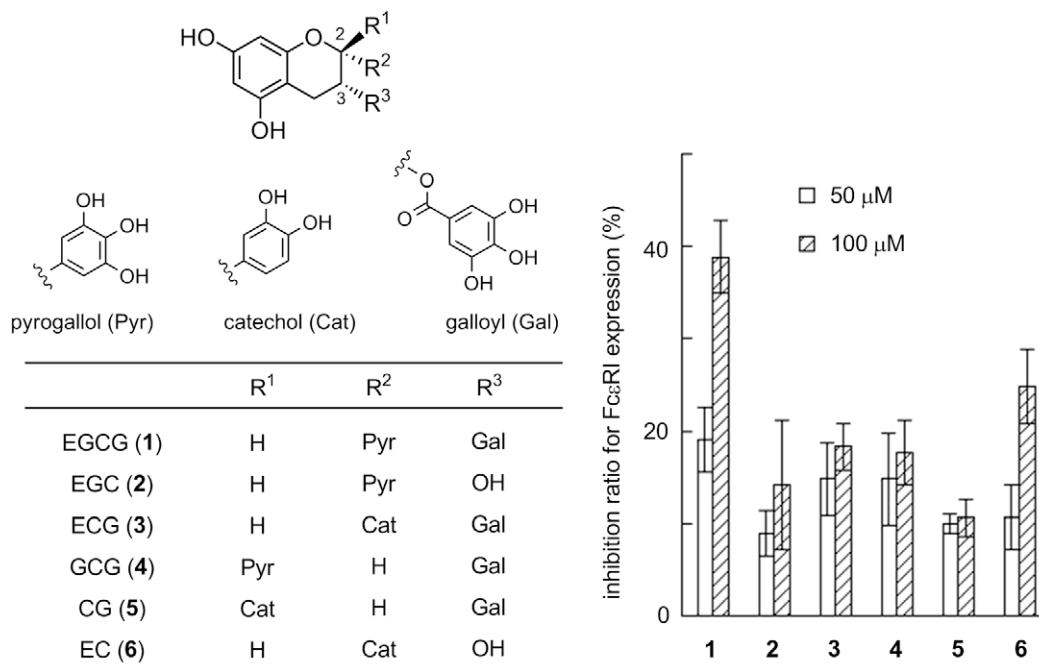 HO
O
2
R¹
R²
3
R³
OH
OH
OH
OH
pyrogallol (Pyr)
OH
OH
catechol (Cat)
O
O
OH
OH
OH
galloyl (Gal)
R¹ R² R³
EGCG (1) H Pyr Gal
EGC (2) H Pyr OH
ECG (3) H Cat Gal
GCG (4) Pyr H Gal
CG (5) Cat H Gal
EC (6) H Cat OH
inhibition ratio for FcεRI expression (%)
40
20
0
50 μM
100 μM
1 2 3 4 5 6